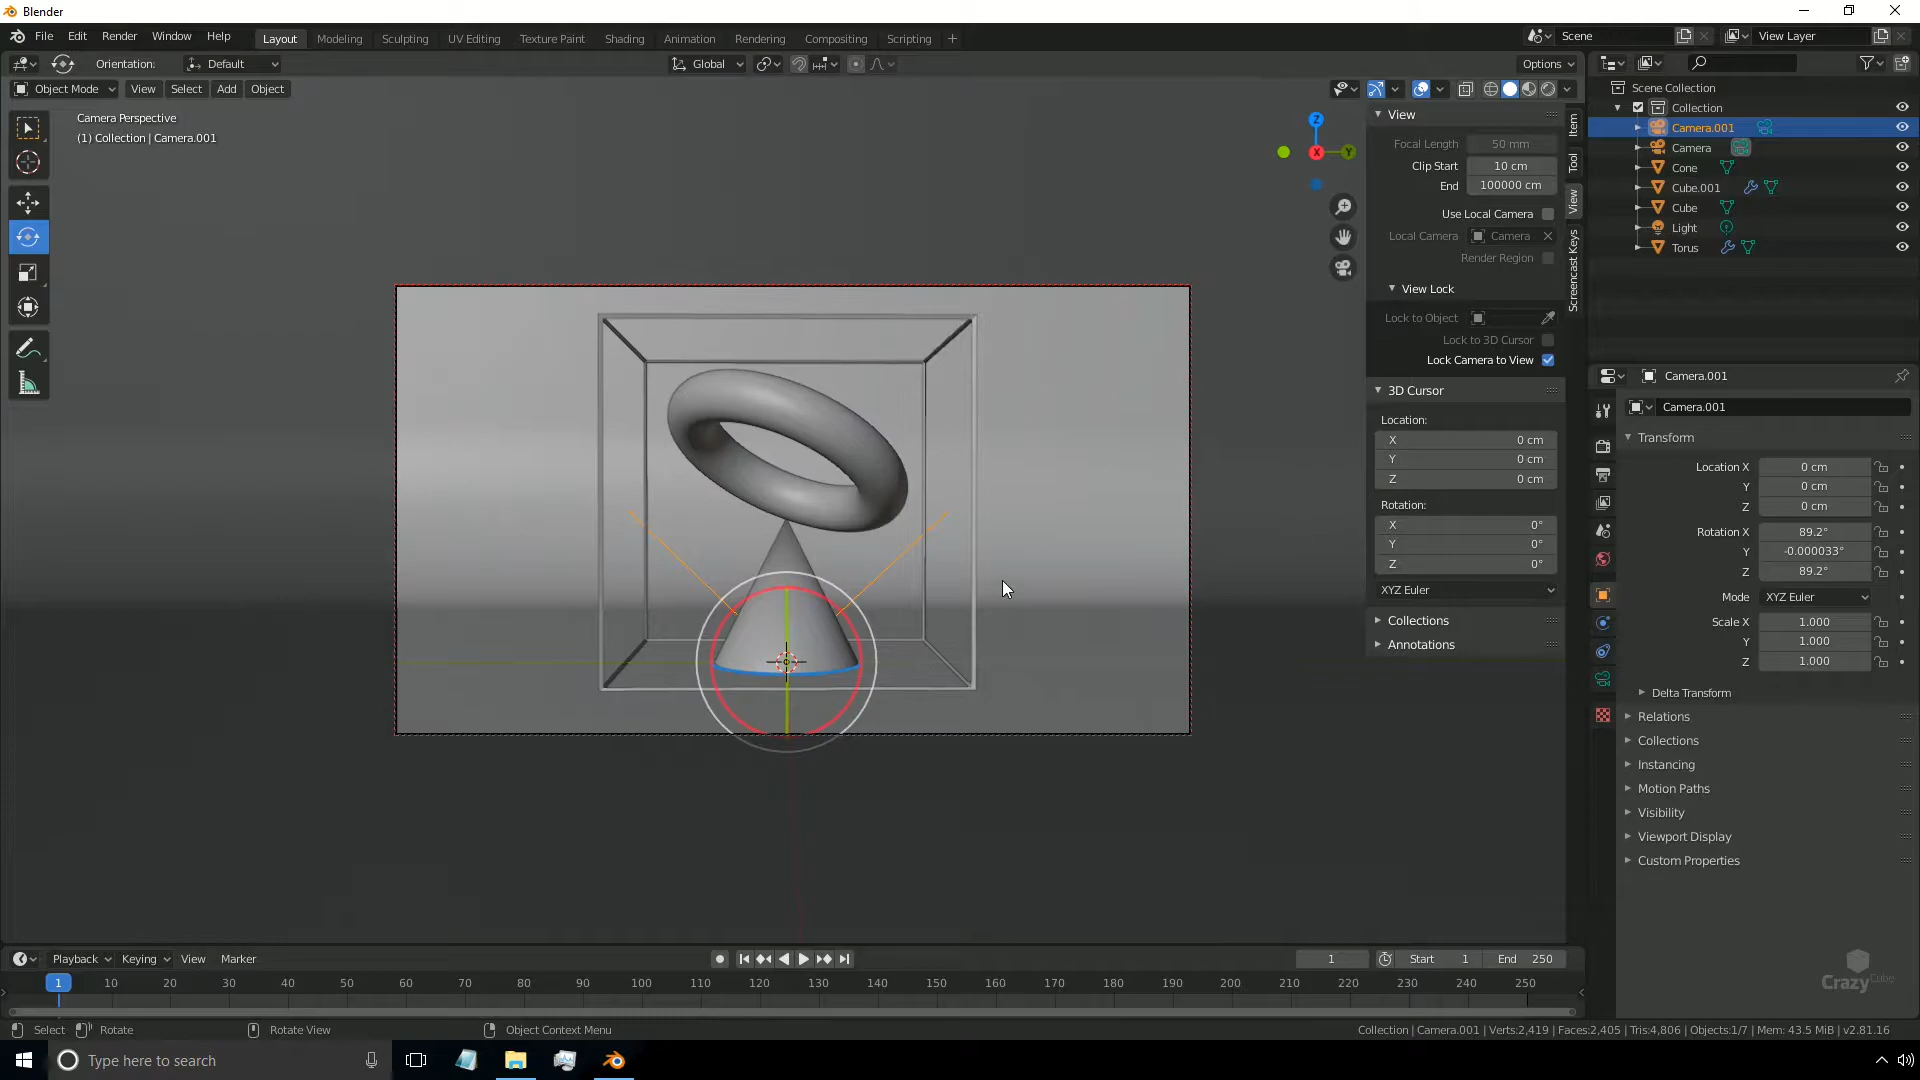 Blender
File Edit Render Window Help Layout Modeling Sculpting UV Editing Texture Paint Shading Animation Rendering Compositing Scripting + Scene View Layer
Orientation: Default Global Options
Object Mode View Select Add Object
Camera Perspective
(1) Collection | Camera.001
Z
X
Y
View
Focal Length 50 mm
Clip Start 10 cm
End 100000 cm
Use Local Camera
Local Camera Camera
Render Region
View Lock
Lock to Object
Lock to 3D Cursor
Lock Camera to View
3D Cursor
Location:
X 0 cm
Y 0 cm
Z 0 cm
Rotation:
X 0°
Y 0°
Z 0°
XYZ Euler
Collections
Annotations
Item
Tool
View
Screencast Keys
Scene Collection
Collection
Camera.001
Camera
Cone
Cube.001
Cube
Light
Torus
Camera.001
Camera.001
Transform
Location X 0 cm
Y 0 cm
Z 0 cm
Rotation X 89.2°
Y -0.000033°
Z 89.2°
Mode XYZ Euler
Scale X 1.000
Y 1.000
Z 1.000
Delta Transform
Relations
Collections
Instancing
Motion Paths
Visibility
Viewport Display
Custom Properties
CrazyCube
Playback Keying View Marker 1 Start 1 End 250
1 10 20 30 40 50 60 70 80 90 100 110 120 130 140 150 160 170 180 190 200 210 220 230 240 250
Select Rotate Rotate View Object Context Menu Collection | Camera.001 | Verts:2,419 | Faces:2,405 | Tris:4,806 | Objects:1/7 | Mem: 43.5 MiB | v2.81.16
Type here to search